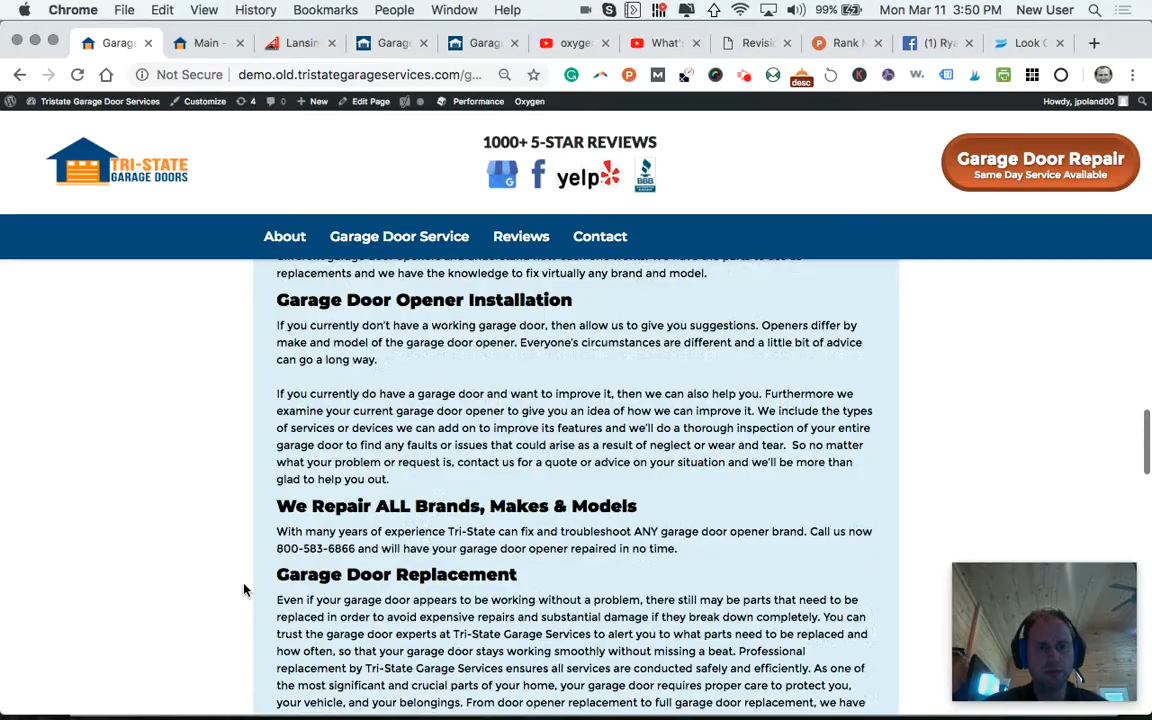 Chrome File Edit View History Bookmarks People Window Help 99% Mon Mar 11 3:50 PM New User
Garage Main - Lansin Garage Garage oxyge What's Revisio Rank M (1) Rya Look C
Not Secure demo.old.tristategarageservices.com/g... desc
Tristate Garage Door Services Customize 4 0 New Edit Page Performance Oxygen Howdy, jpoland00
TRI-STATE
GARAGE DOORS
1000+ 5-STAR REVIEWS
G f yelp BBB
Garage Door Repair
Same Day Service Available
About Garage Door Service Reviews Contact
replacements and we have the knowledge to fix virtually any brand and model.
Garage Door Opener Installation
If you currently don't have a working garage door, then allow us to give you suggestions. Openers differ by
make and model of the garage door opener. Everyone's circumstances are different and a little bit of advice
can go a long way.
If you currently do have a garage door and want to improve it, then we can also help you. Furthermore we
examine your current garage door opener to give you an idea of how we can improve it. We include the types
of services or devices we can add on to improve its features and we'll do a thorough inspection of your entire
garage door to find any faults or issues that could arise as a result of neglect or wear and tear. So no matter
what your problem or request is, contact us for a quote or advice on your situation and we'll be more than
glad to help you out.
We Repair ALL Brands, Makes & Models
With many years of experience Tri-State can fix and troubleshoot ANY garage door opener brand. Call us now
800-583-6866 and will have your garage door opener repaired in no time.
Garage Door Replacement
Even if your garage door appears to be working without a problem, there still may be parts that need to be
replaced in order to avoid expensive repairs and substantial damage if they break down completely. You can
trust the garage door experts at Tri-State Garage Services to alert you to what parts need to be replaced and
how often, so that your garage door stays working smoothly without missing a beat. Professional
replacement by Tri-State Garage Services ensures all services are conducted safely and efficiently. As one of
the most significant and crucial parts of your home, your garage door requires proper care to protect you,
your vehicle, and your belongings. From door opener replacement to full garage door replacement, we have